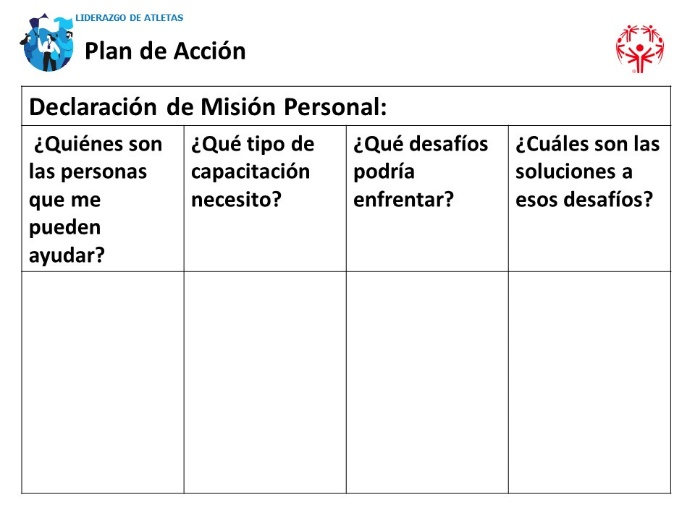 LIDERAZGO DE ATLETAS
Plan de Acción
Declaración de Misión Personal:
¿Quiénes son
las personas
que me
pueden
ayudar?
¿Qué tipo de
capacitación
necesito?
¿Qué desafíos
podría
enfrentar?
¿Cuáles son las
soluciones a
esos desafíos?